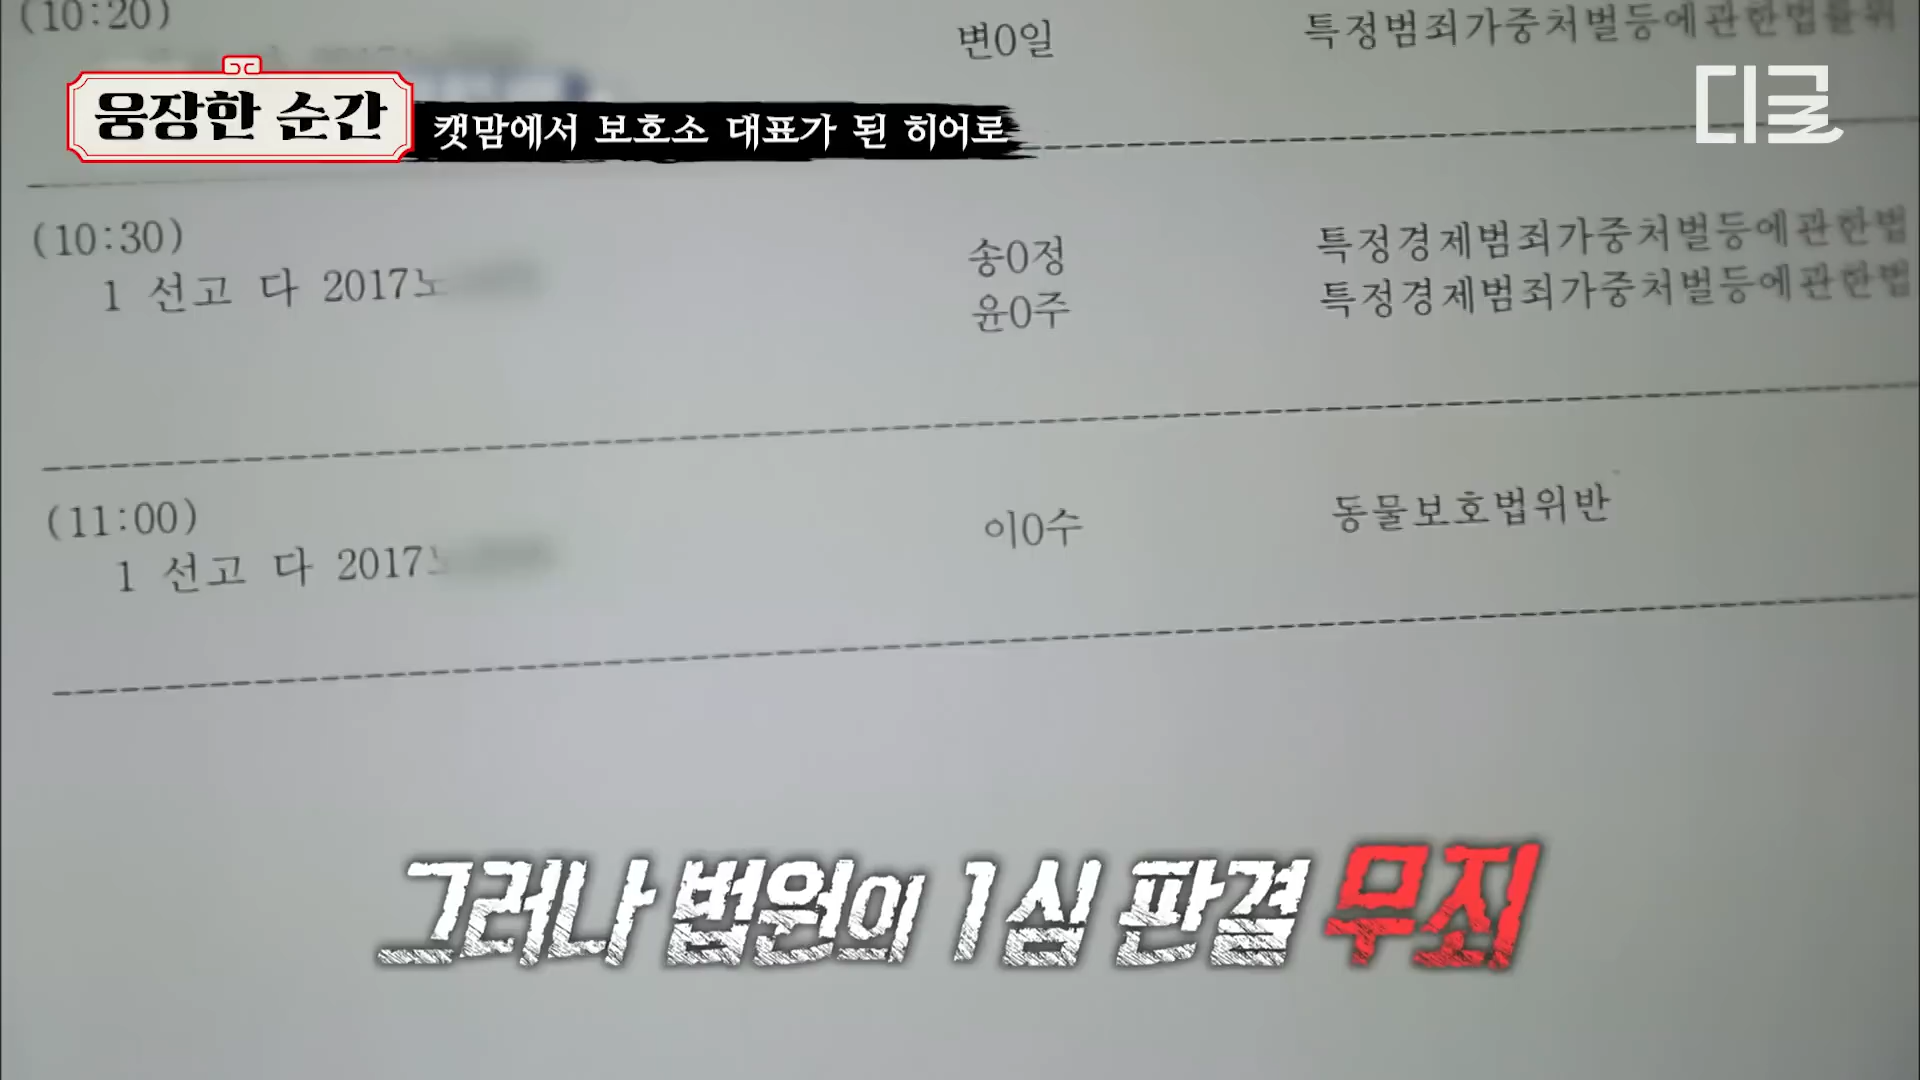 (10:20)
변0일 특정범죄가중처벌등에관한법률위
웅장한 순간 캣맘에서 보호소 대표가 된 히어로
디글
(10:30)
1 선고 다 2017노 송0정 특정경제범죄가중처벌등에관한법
윤0주 특정경제범죄가중처벌등에관한법
(11:00)
1 선고 다 2017노 이0수 동물보호법위반
그러나 법원이 1심 판결 무죄